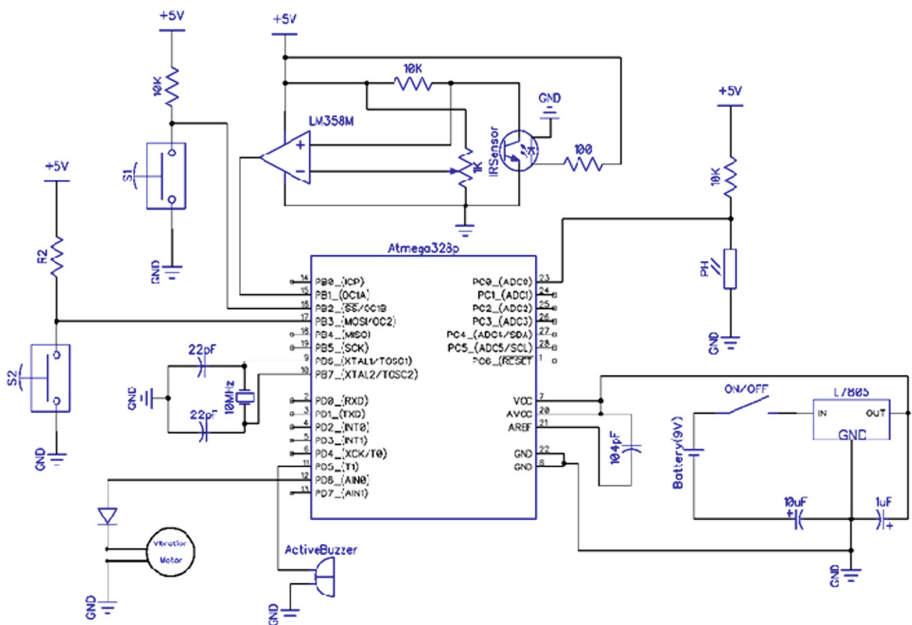 +5V
+5V
10K
10K
LM358M
GND
+5V
S1
+
-
1K
IRSensor
100
+5V
10K
R2
GND
Atmega328p
PH
14 PB0_(ICP)
15 PB1_(OC1A)
16 PB2_(SS/OC1B
17 PB3_(MOSI/OC2)
18 PB4_(MISO)
19 PB5_(SCK)
9 PD6_(XTAL1/TOSC1)
10 PB7_(XTAL2/TOSC2)
2 PD0_(RXD)
3 PD1_(TXD)
4 PD2_(INT0)
5 PD3_(INT1)
6 PD4_(XCK/T0)
11 PD5_(T1)
12 PD6_(AIN0)
13 PD7_(AIN1)
PC0_(ADC0) 23
PC1_(ADC1) 24
PC2_(ADC2) 25
PC3_(ADC3) 26
PC4_(ADC4/SDA) 27
PC5_(ADC5/SCL) 28
PC6_(RESET 1
VCC 7
AVCC 20
AREF 21
GND 22
GND 8
GND
S2
22pF
GND
10MHz
22pF
GND
104pF
ON/OFF
L7805
IN OUT
GND
Battery(9V)
10uF
+
1uF
+
GND
Vibration
Motor
GND
ActiveBuzzer
GND